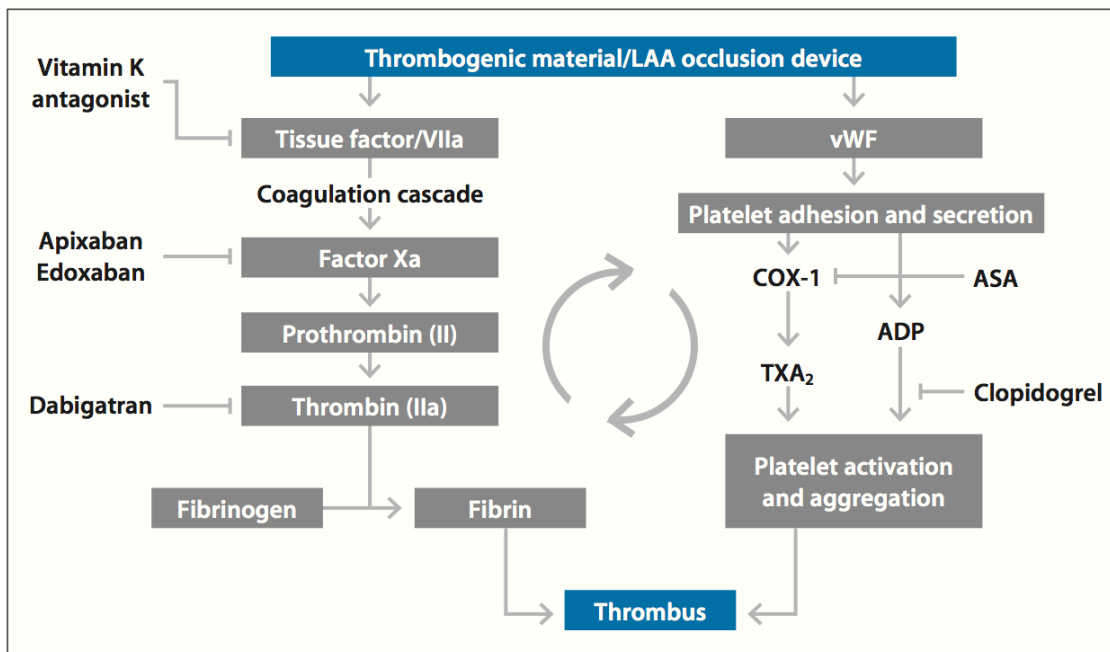 Thrombogenic material/LAA occlusion device
Vitamin K
antagonist
Tissue factor/VIIa
vWF
Coagulation cascade
Platelet adhesion and secretion
Apixaban
Edoxaban
Factor Xa
COX-1
ASA
Prothrombin (II)
ADP
TXA₂
Dabigatran
Thrombin (IIa)
Clopidogrel
Platelet activation
and aggregation
Fibrinogen
Fibrin
Thrombus